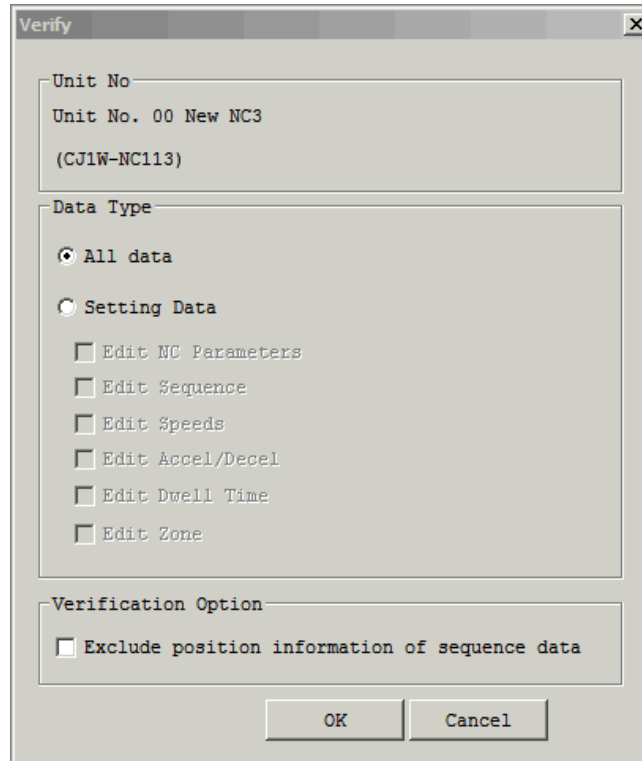 Verify
Unit No
Unit No. 00 New NC3
(CJ1W-NC113)
Data Type
All data
Setting Data
Edit NC Parameters
Edit Sequence
Edit Speeds
Edit Accel/Decel
Edit Dwell Time
Edit Zone
Verification Option
Exclude position information of sequence data
OK Cancel